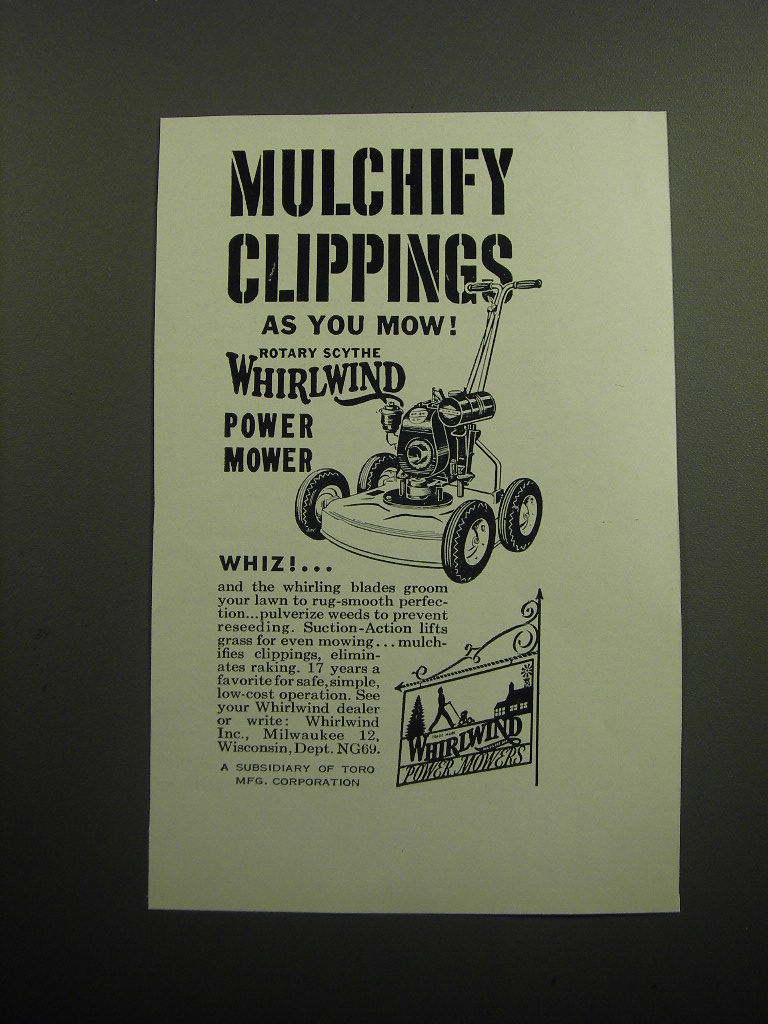 MULCHIFY
CLIPPINGS
AS YOU MOW!
ROTARY SCYTHE
WHIRLWIND
POWER
MOWER
WHIZ!...
and the whirling blades groom
your lawn to rug-smooth perfec-
tion...pulverize weeds to prevent
reseeding. Suction-Action lifts
grass for even mowing...mulch-
ifies clippings, elimin-
ates raking. 17 years a
favorite for safe, simple,
low-cost operation. See
your Whirlwind dealer
or write: Whirlwind
Inc., Milwaukee 12,
Wisconsin, Dept. NG69.
A SUBSIDIARY OF TORO
MFG. CORPORATION
TRADE MARK
WHIRLWIND
POWER MOWERS